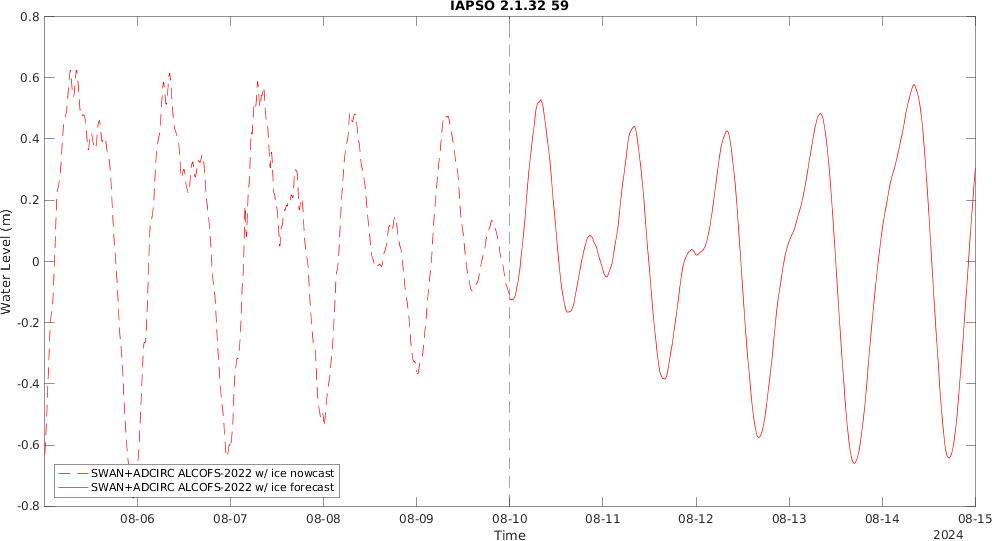 IAPSO 2.1.32 59
0.8
0.6
0.4
0.2
0
-0.2
-0.4
-0.6
-0.8
Water Level (m)
SWAN+ADCIRC ALCOFS-2022 w/ ice nowcast
SWAN+ADCIRC ALCOFS-2022 w/ ice forecast
08-06 08-07 08-08 08-09 08-10 08-11 08-12 08-13 08-14 08-15
Time
2024